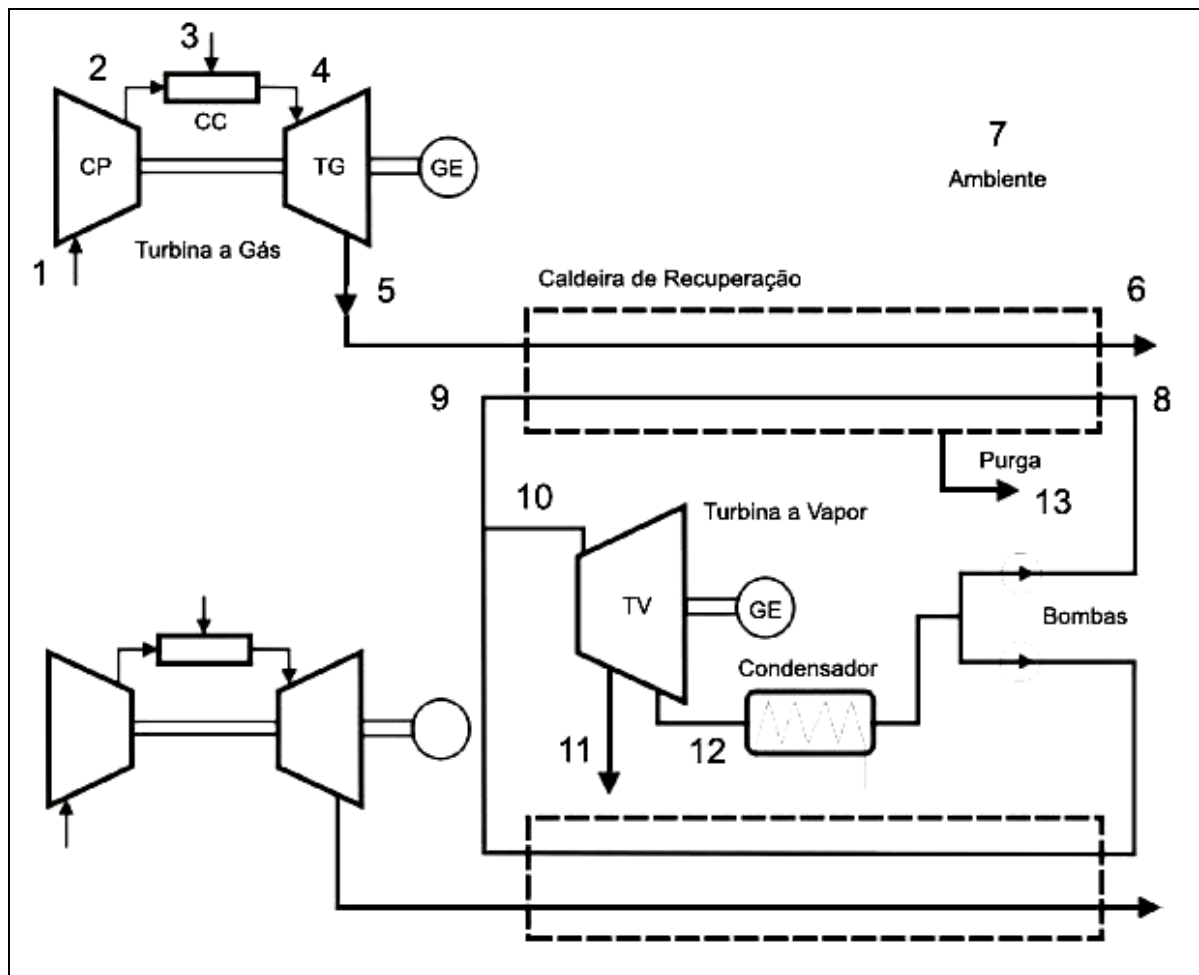 3
2
4
CC
7
CP
TG
GE
Ambiente
Turbina a Gás
1
5
Caldeira de Recuperação
6
9
8
Purga
10
13
Turbina a Vapor
TV
GE
Bombas
Condensador
11
12